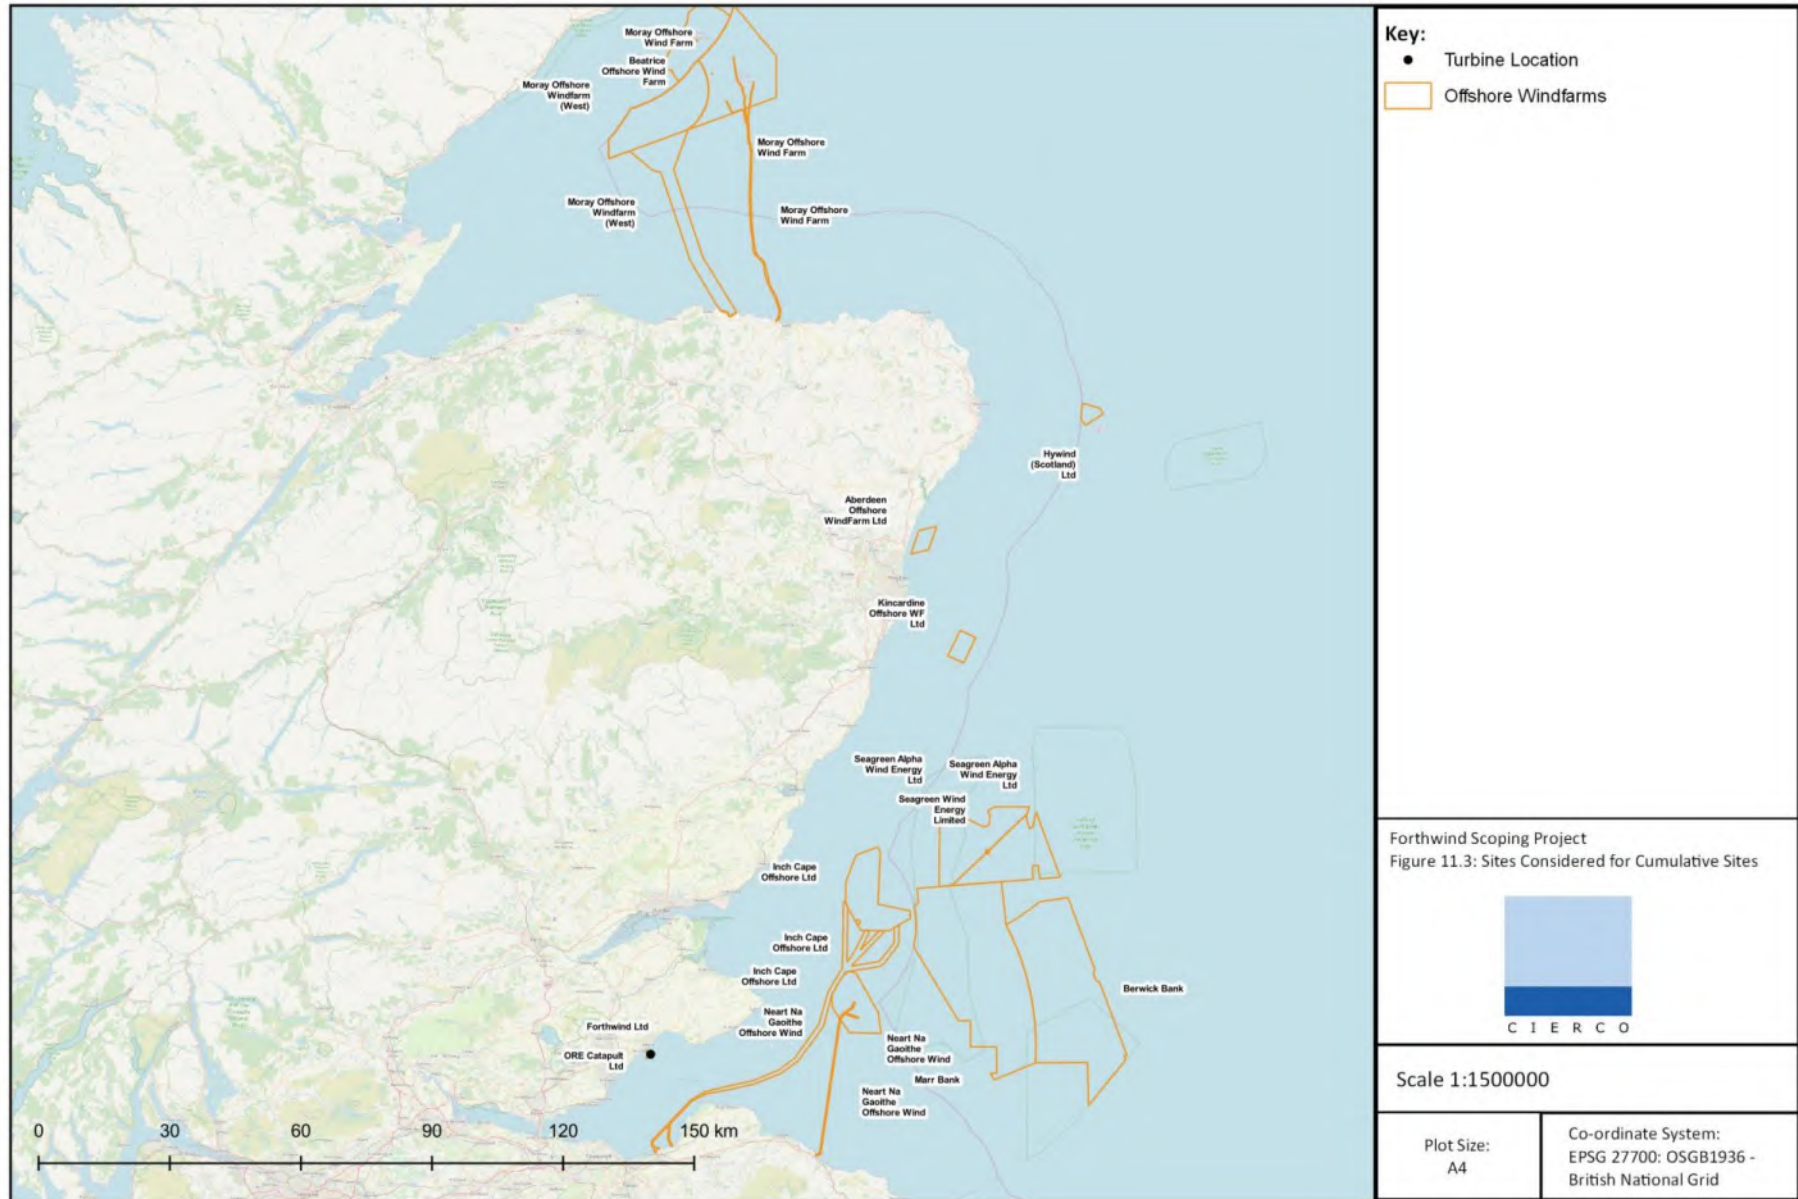 Moray Offshore
Wind Farm
Beatrice
Offshore Wind
Farm
Moray Offshore
Windfarm
(West)
Moray Offshore
Wind Farm
Moray Offshore
Windfarm
(West)
Moray Offshore
Wind Farm
Hywind
(Scotland)
Ltd
Aberdeen
Offshore
WindFarm Ltd
Kincardine
Offshore WF
Ltd
Seagreen Alpha
Wind Energy
Ltd
Seagreen Alpha
Wind Energy
Ltd
Seagreen Wind
Energy
Limited
Inch Cape
Offshore Ltd
Inch Cape
Offshore Ltd
Inch Cape
Offshore Ltd
Berwick Bank
Neart Na
Gaoithe
Offshore Wind
Forthwind Ltd
ORE Catapult
Ltd
Neart Na
Gaoithe
Offshore Wind
Marr Bank
Neart Na
Gaoithe
Offshore Wind
0 30 60 90 120 150 km
Key:
Turbine Location
Offshore Windfarms
Forthwind Scoping Project
Figure 11.3: Sites Considered for Cumulative Sites
C I E R C O
Scale 1:1500000
Plot Size:
A4
Co-ordinate System:
EPSG 27700: OSGB1936 -
British National Grid